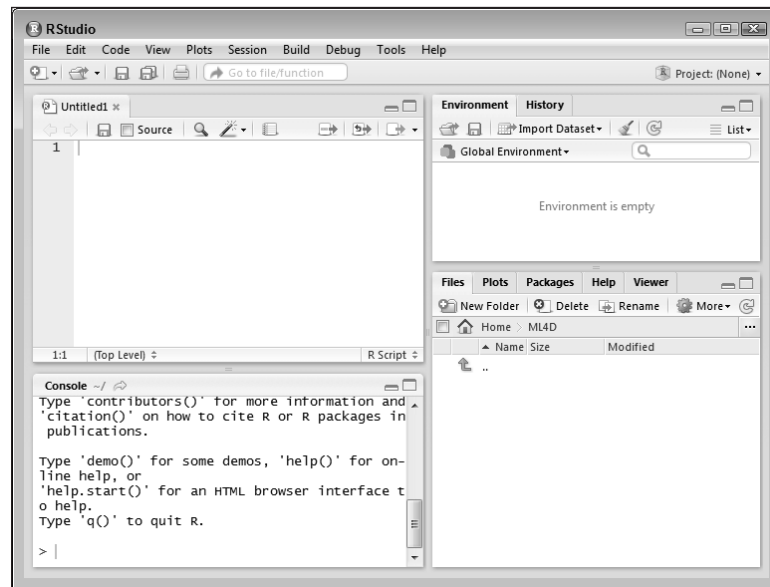 RStudio
File Edit Code View Plots Session Build Debug Tools Help
Go to file/function
Project: (None)
Untitled1
Source
1
1:1 (Top Level) R Script
Console ~/
Type 'contributors()' for more information and
'citation()' on how to cite R or R packages in
publications.
Type 'demo()' for some demos, 'help()' for on-
line help, or
'help.start()' for an HTML browser interface t
o help.
Type 'q()' to quit R.
>
Environment History
Import Dataset List
Global Environment
Environment is empty
Files Plots Packages Help Viewer
New Folder Delete Rename More
Home ML4D
Name Size Modified
..